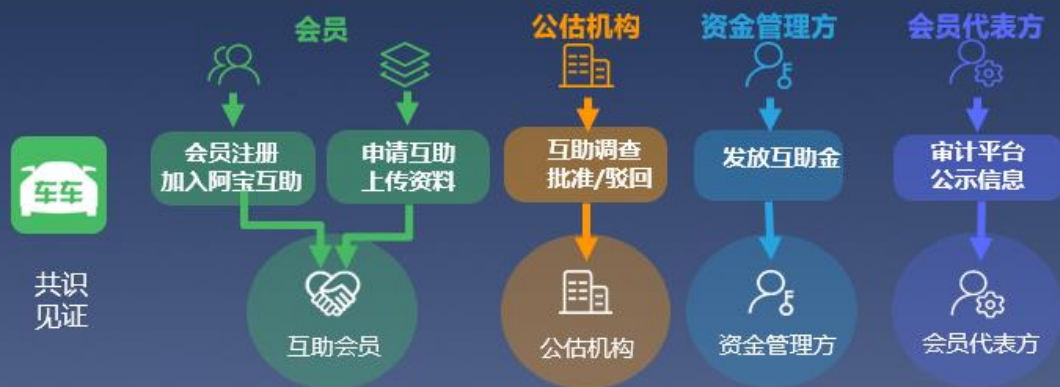 会员
公估机构
资金管理方
会员代表方
会员注册
加入阿宝互助
申请互助
上传资料
互助调查
批准/驳回
发放互助金
审计平台
公示信息
车车
共识
见证
互助会员
公估机构
资金管理方
会员代表方